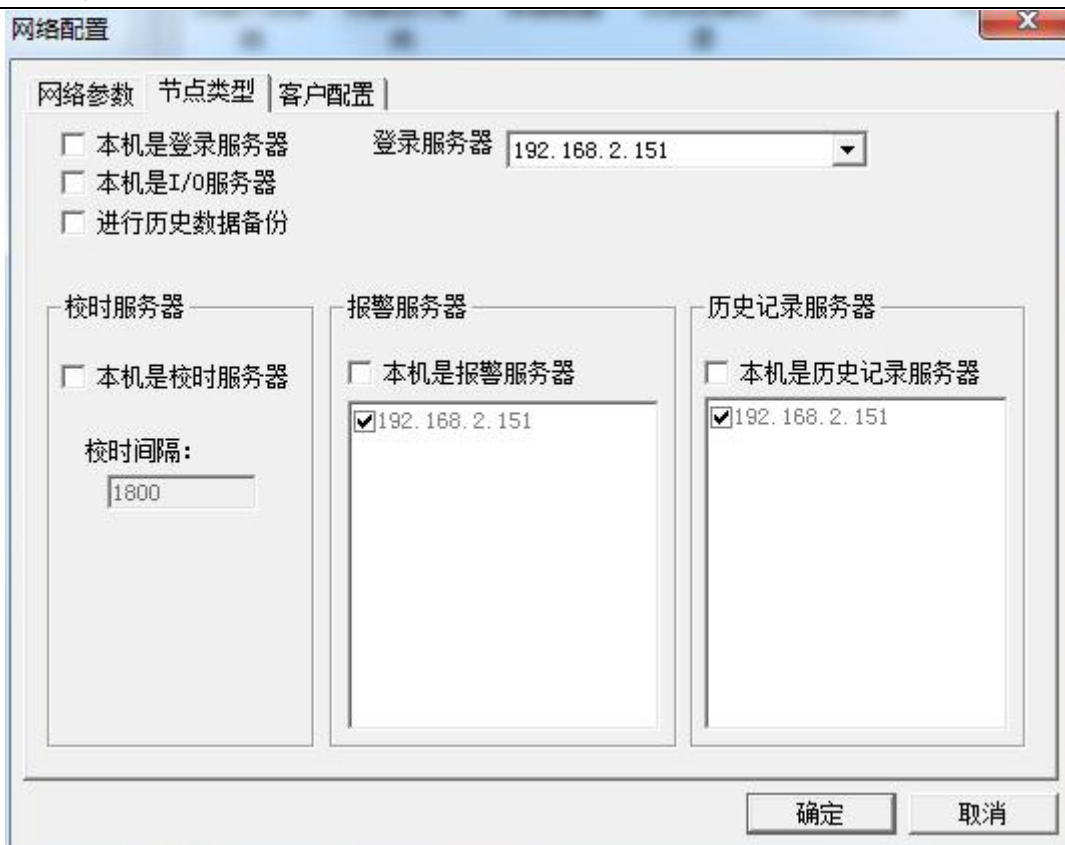 网络配置
网络参数 节点类型 客户配置
本机是登录服务器 登录服务器 192.168.2.151
本机是I/O服务器
进行历史数据备份
校时服务器 报警服务器 历史记录服务器
本机是校时服务器 本机是报警服务器 本机是历史记录服务器
192.168.2.151 192.168.2.151
校时间隔:
1800
确定 取消